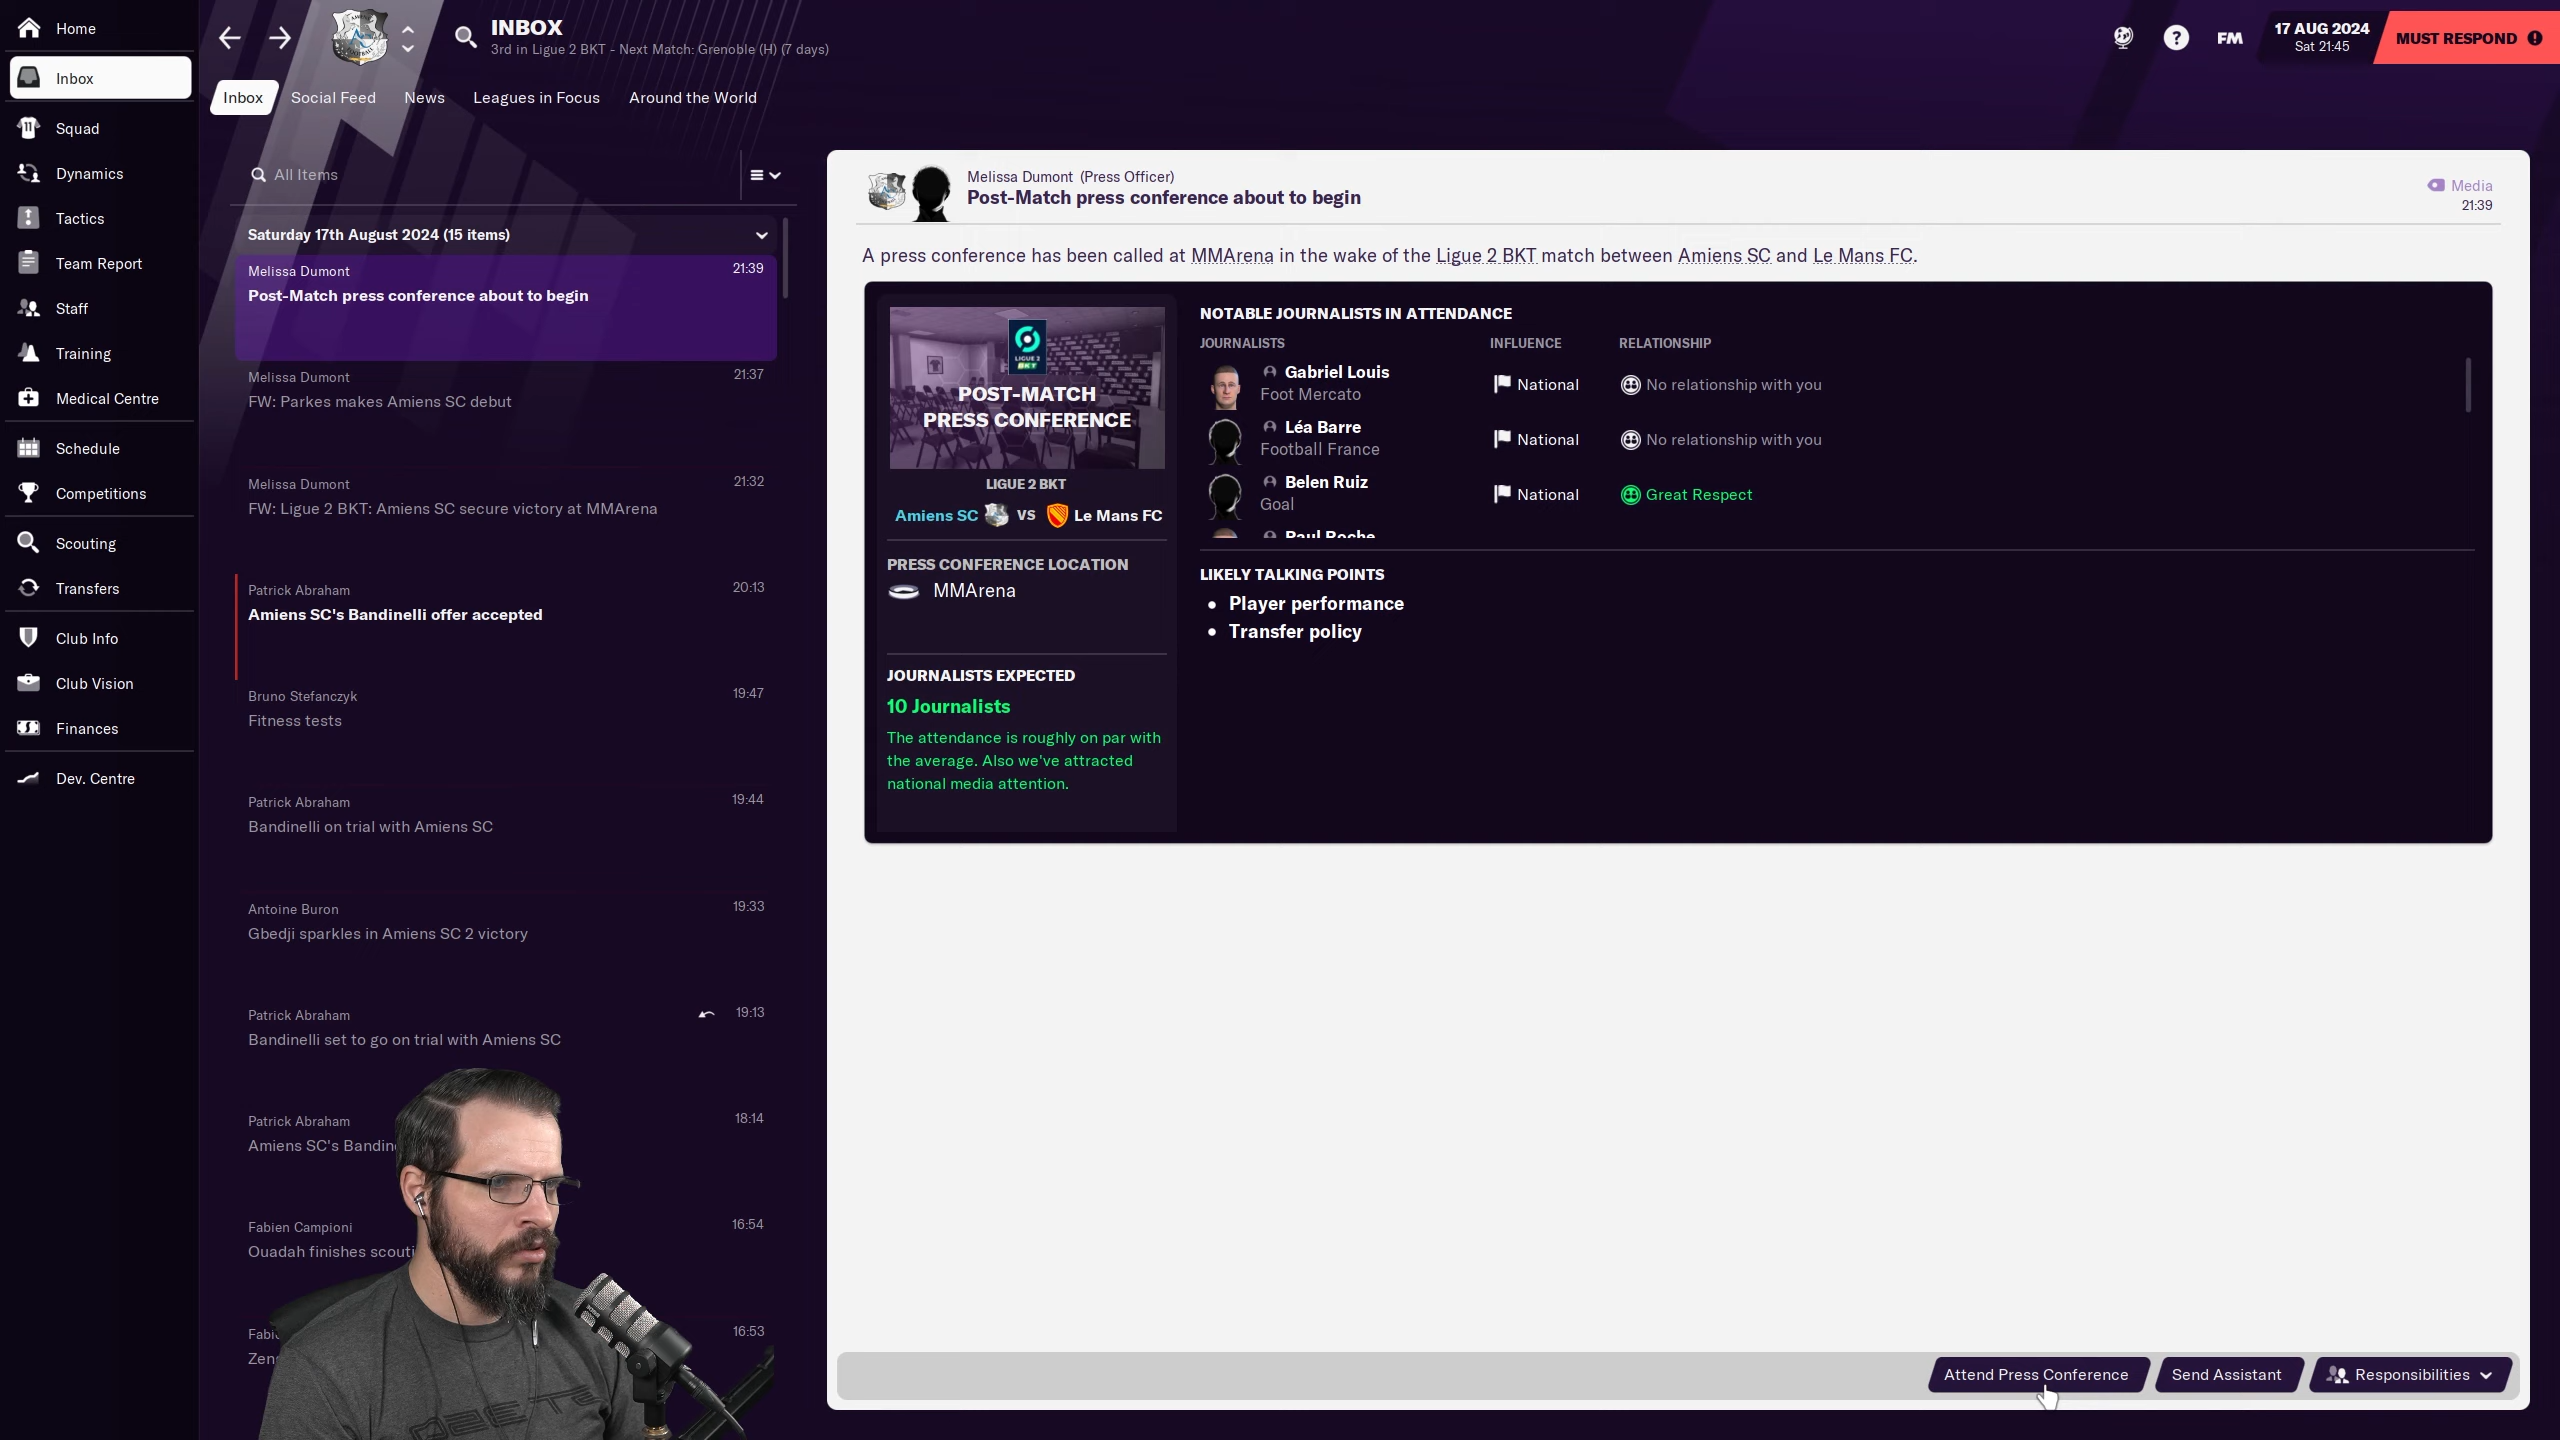 Home
Inbox
Squad
Dynamics
Tactics
Team Report
Staff
Training
Medical Centre
Schedule
Competitions
Scouting
Transfers
Club Info
Club Vision
Finances
Dev. Centre
INBOX
3rd in Ligue 2 BKT - Next Match: Grenoble (H) (7 days)
FM
17 AUG 2024
Sat 21:45
MUST RESPOND
Inbox
Social Feed
News
Leagues in Focus
Around the World
All Items
Saturday 17th August 2024 (15 items)
Melissa Dumont
21:39
Post-Match press conference about to begin
Melissa Dumont
21:37
FW: Parkes makes Amiens SC debut
Melissa Dumont
21:32
FW: Ligue 2 BKT: Amiens SC secure victory at MMArena
Patrick Abraham
20:13
Amiens SC's Bandinelli offer accepted
Bruno Stefanczyk
19:47
Fitness tests
Patrick Abraham
19:44
Bandinelli on trial with Amiens SC
Antoine Buron
19:33
Gbedji sparkles in Amiens SC 2 victory
Patrick Abraham
19:13
Bandinelli set to go on trial with Amiens SC
Patrick Abraham
18:14
Amiens SC's
Fabien Campioni
16:54
Ouadah finishes
16:53
Melissa Dumont (Press Officer)
Post-Match press conference about to begin
Media
21:39
A press conference has been called at MMArena in the wake of the Ligue 2 BKT match between Amiens SC and Le Mans FC.
LIGUE 2
BKT
POST-MATCH
PRESS CONFERENCE
LIGUE 2 BKT
Amiens SC VS Le Mans FC
PRESS CONFERENCE LOCATION
MMArena
JOURNALISTS EXPECTED
10 Journalists
The attendance is roughly on par with
the average. Also we've attracted
national media attention.
NOTABLE JOURNALISTS IN ATTENDANCE
JOURNALISTS
INFLUENCE
RELATIONSHIP
Gabriel Louis
Foot Mercato
National
No relationship with you
Léa Barre
Football France
National
No relationship with you
Belen Ruiz
Goal
National
Great Respect
Paul Roche
LIKELY TALKING POINTS
• Player performance
• Transfer policy
Attend Press Conference
Send Assistant
Responsibilities